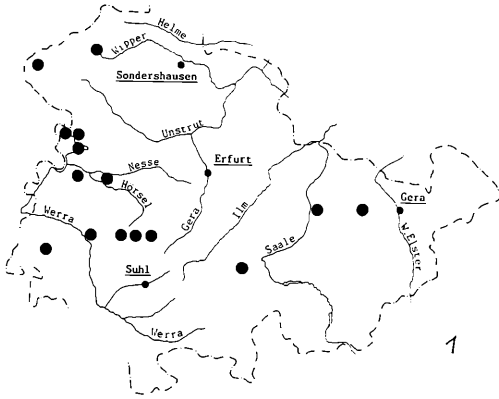 Helme
Wipper
Sondershausen
Unstrut
Nesse
Erfurt
Hörsel
Gera
Werra
Gera
Ilm
Saale
W.Elster
Suhl
Werra
1